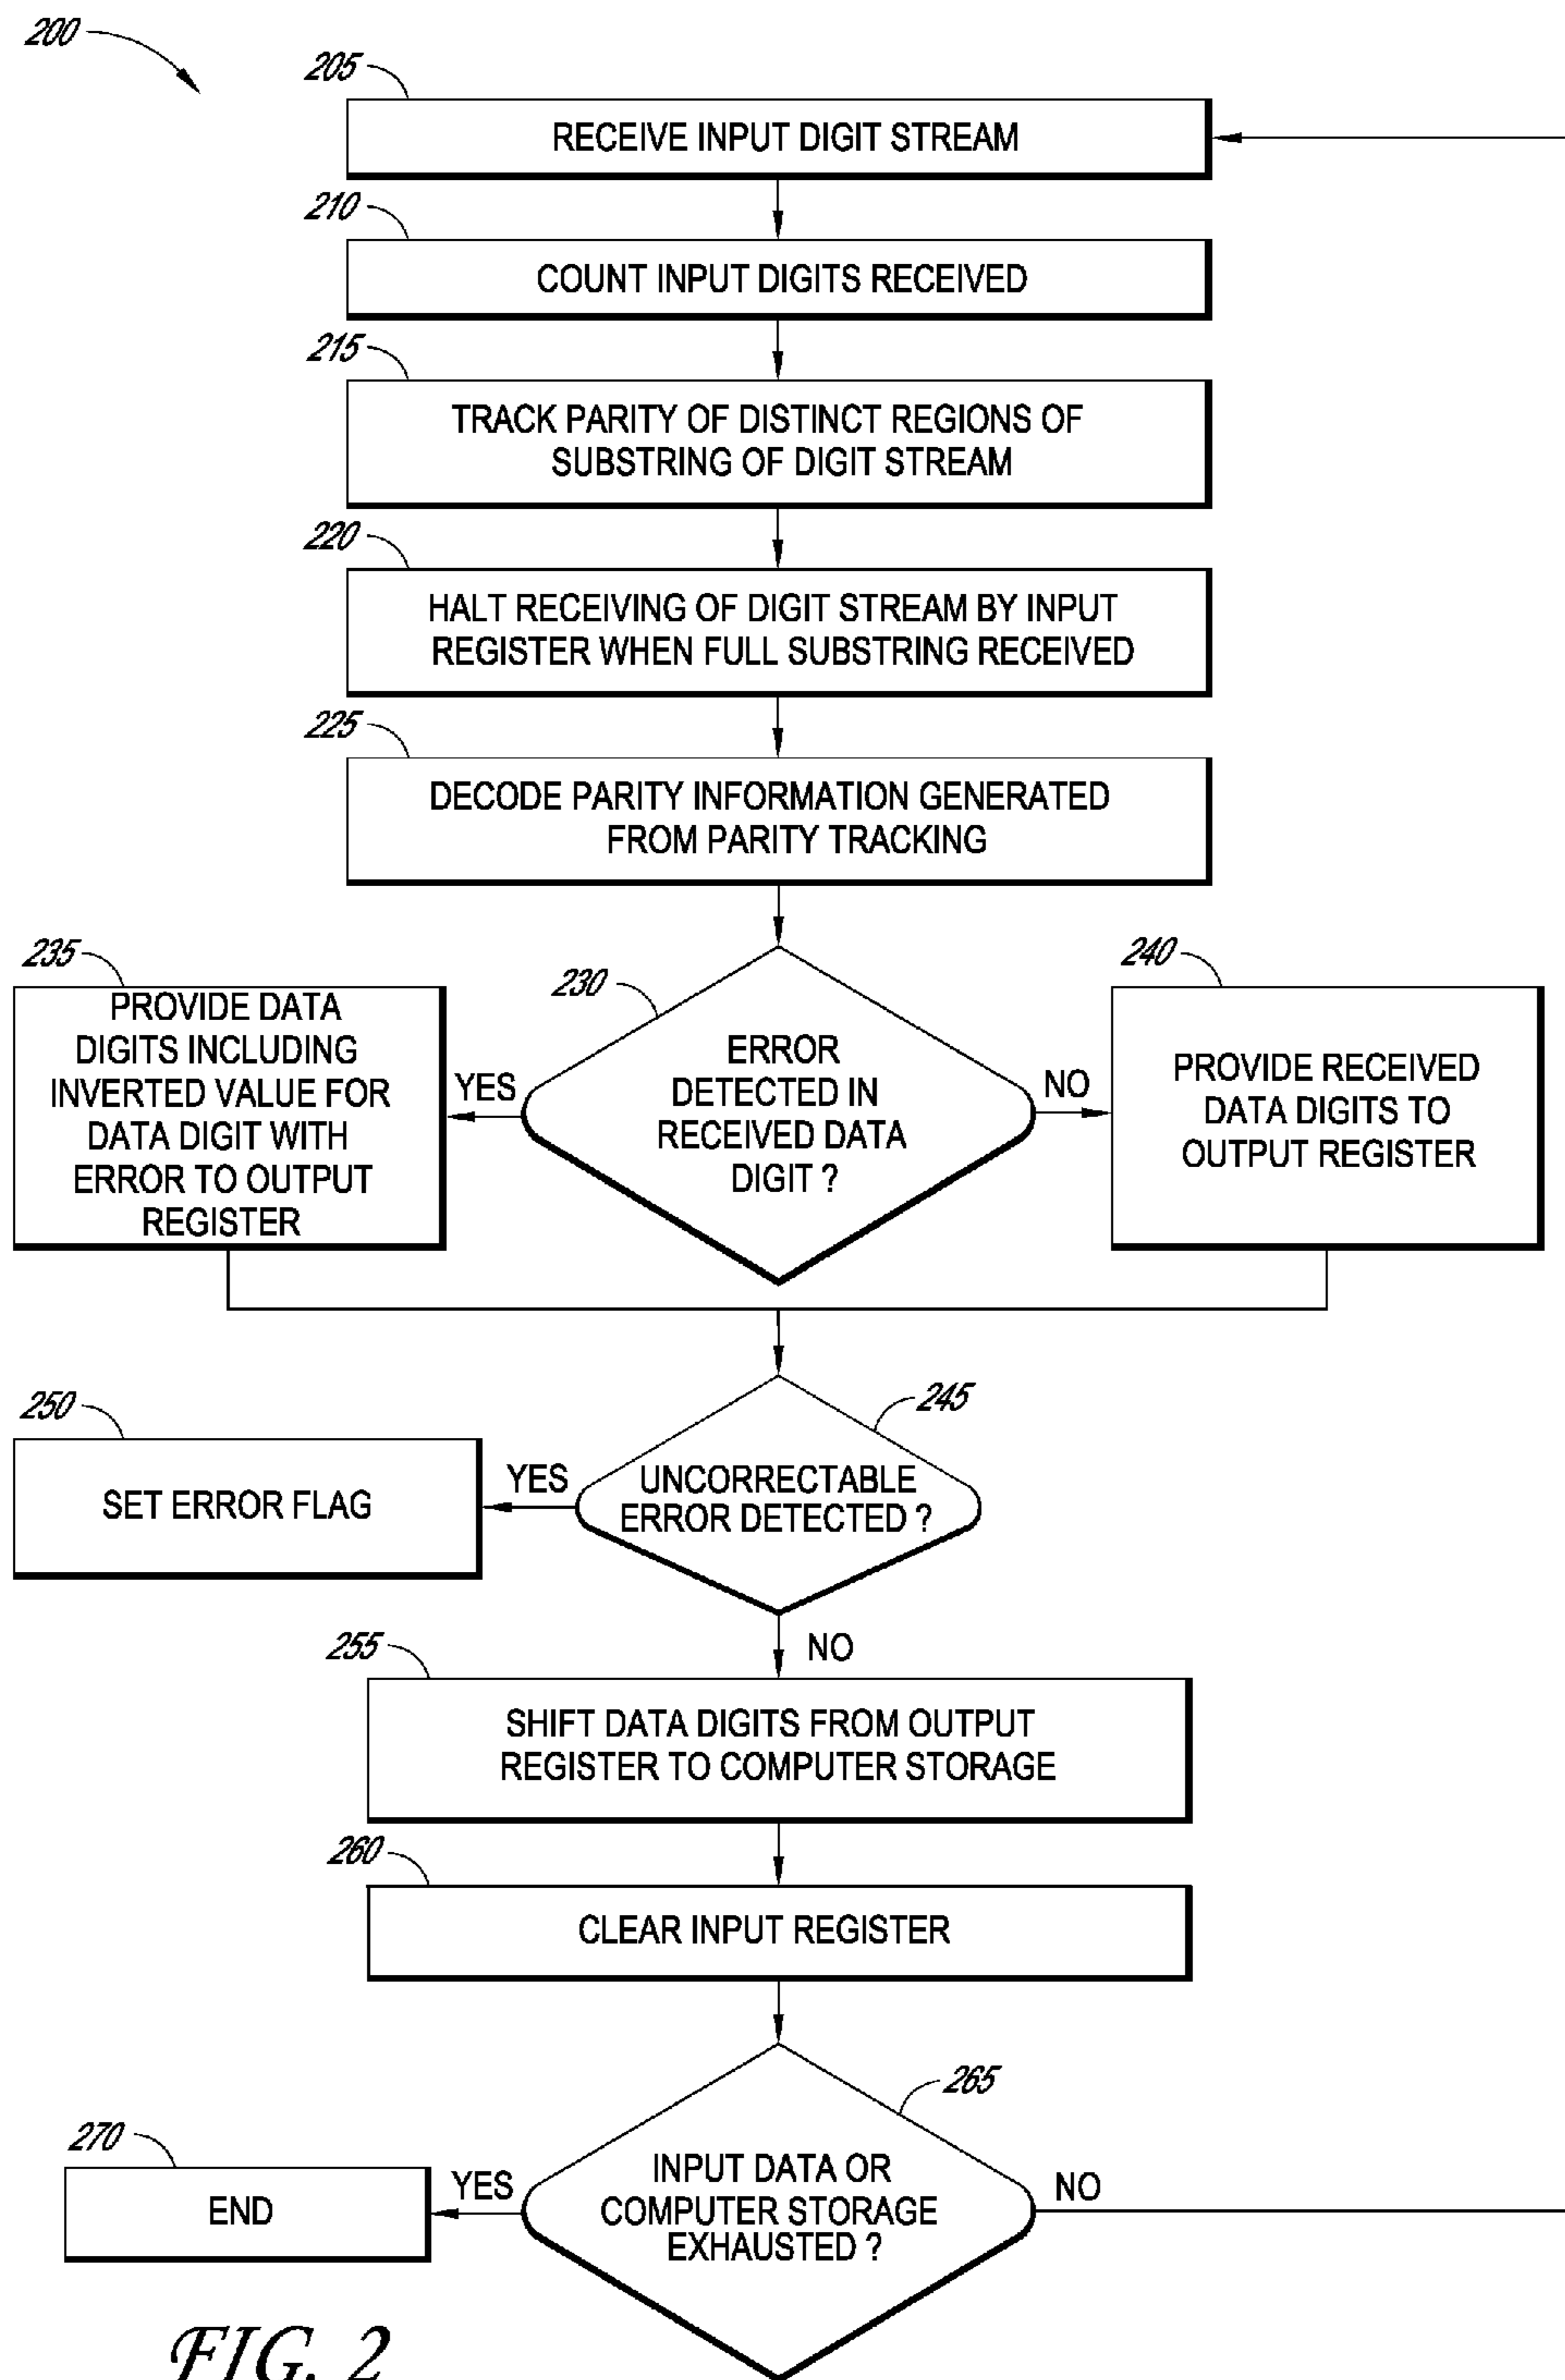 200
205
RECEIVE INPUT DIGIT STREAM
210
COUNT INPUT DIGITS RECEIVED
215
TRACK PARITY OF DISTINCT REGIONS OF
SUBSTRING OF DIGIT STREAM
220
HALT RECEIVING OF DIGIT STREAM BY INPUT
REGISTER WHEN FULL SUBSTRING RECEIVED
225
DECODE PARITY INFORMATION GENERATED
FROM PARITY TRACKING
235
PROVIDE DATA
DIGITS INCLUDING
INVERTED VALUE FOR
DATA DIGIT WITH
ERROR TO OUTPUT
REGISTER
YES
230
ERROR
DETECTED IN
RECEIVED DATA
DIGIT ?
NO
240
PROVIDE RECEIVED
DATA DIGITS TO
OUTPUT REGISTER
250
SET ERROR FLAG
YES
245
UNCORRECTABLE
ERROR DETECTED ?
NO
255
SHIFT DATA DIGITS FROM OUTPUT
REGISTER TO COMPUTER STORAGE
260
CLEAR INPUT REGISTER
265
INPUT DATA OR
COMPUTER STORAGE
EXHAUSTED ?
NO
YES
270
END
FIG. 2